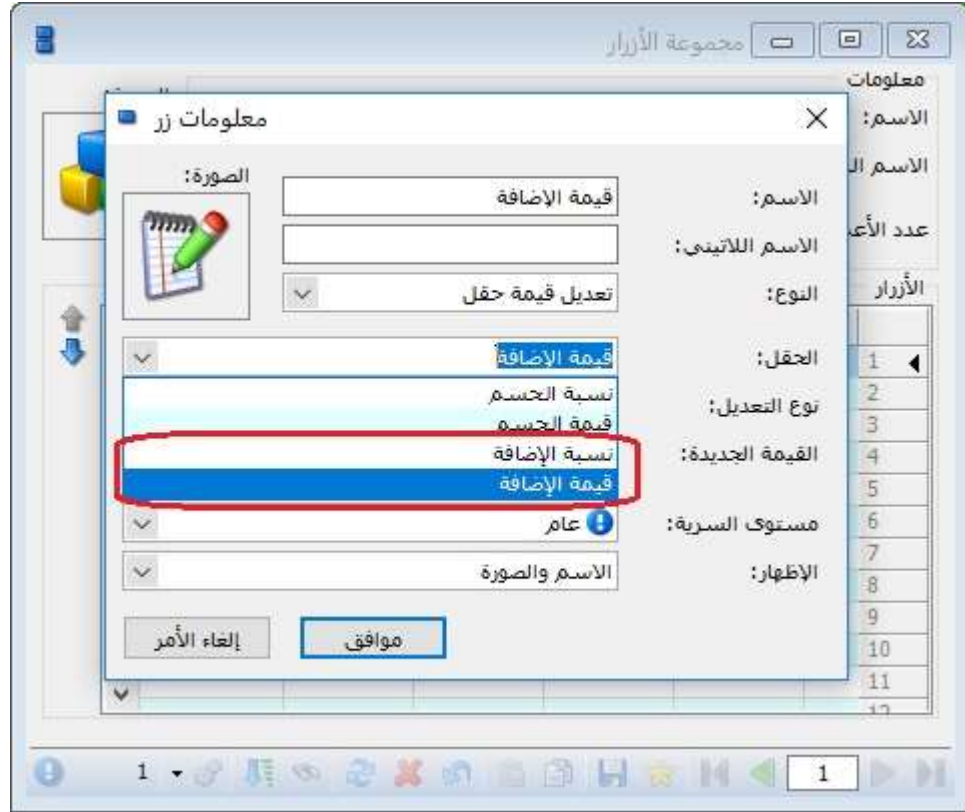 مجموعة الأزرار
معلومات
الاسم:
الاسم ال
عدد الأع
الأزرار
معلومات زر
الاسم: قيمة الإضافة
الصورة:
الاسم اللاتيني:
النوع: تعديل قيمة حقل
الحقل: قيمة الإضافة
نسبة الحسم
نوع التعديل:
قيمة الحسم
القيمة الجديدة: نسبة الإضافة
قيمة الإضافة
مستوى السرية: عام
الإظهار: الاسم والصورة
موافق
إلغاء الأمر
1
2
3
4
5
6
7
8
9
10
11
12
1
1